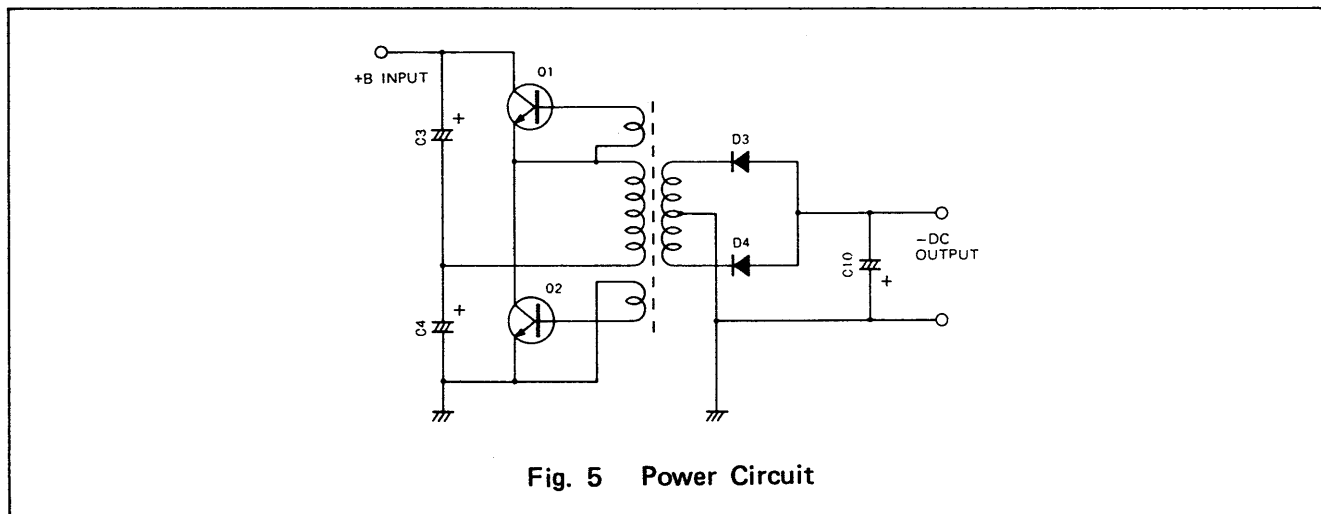 +B INPUT
Q1
+
C3
D3
D4
-DC
OUTPUT
C10
+
Q2
+
C4
Fig. 5 Power Circuit